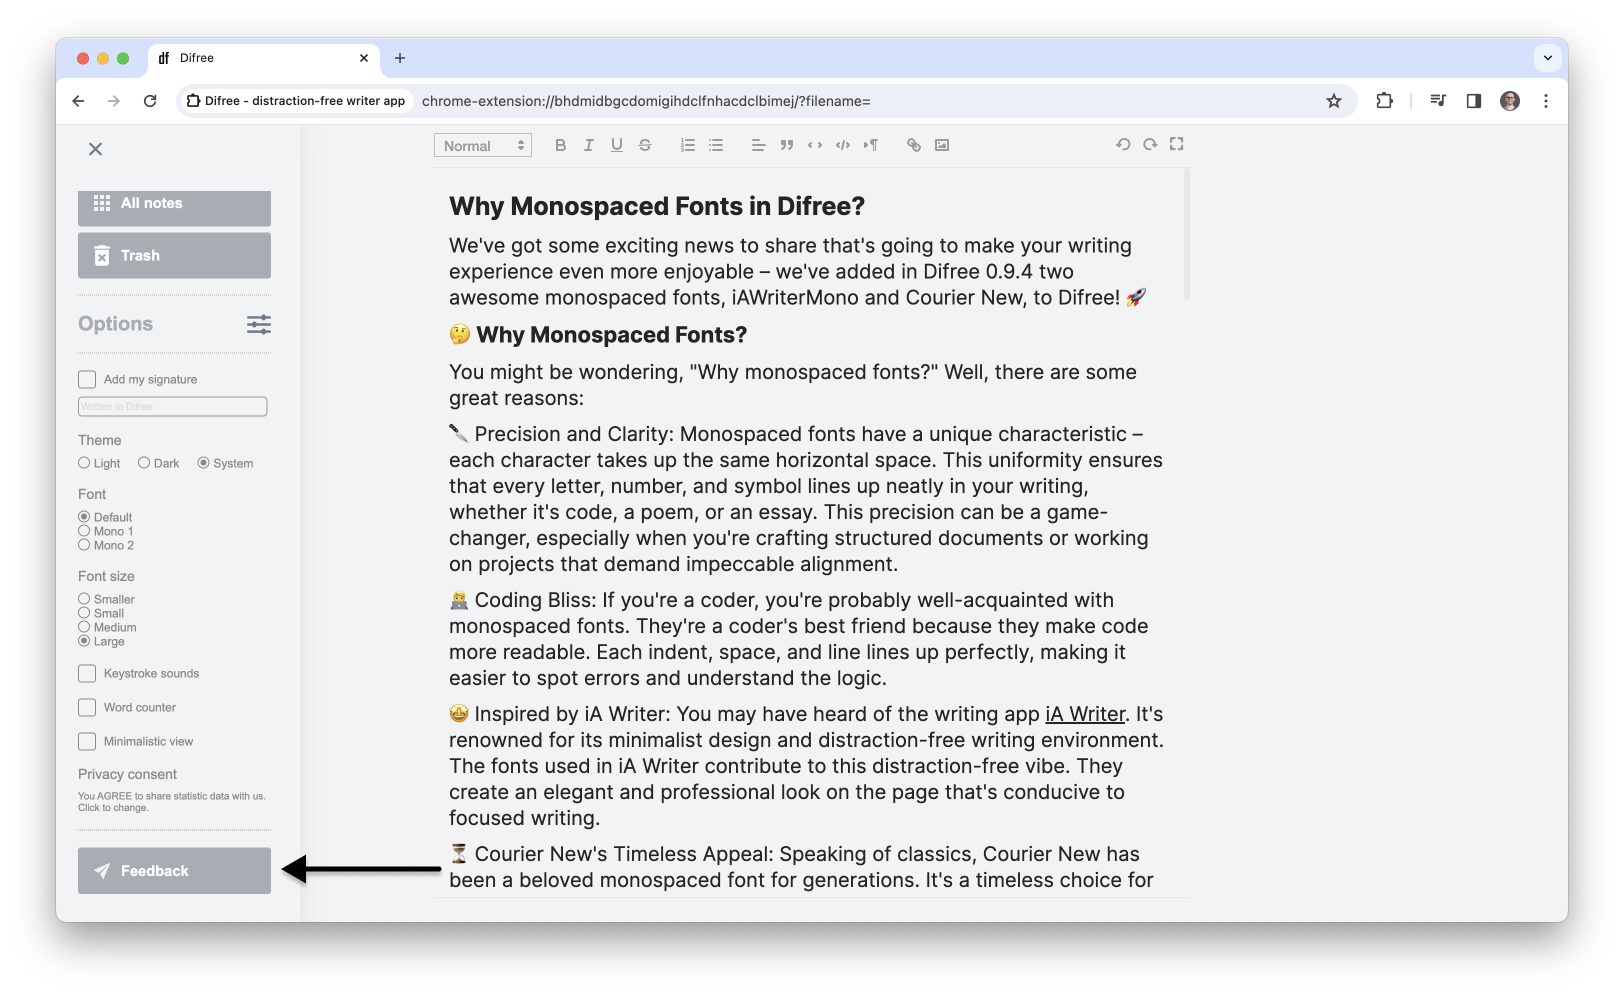 df Difree
Difree - distraction-free writer app chrome-extension://bhdmidbgcdomigihdclfnhacdclbimej/?filename=
All notes
Trash
Options
Add my signature
Written in Difree
Theme
Light Dark System
Font
Default
Mono 1
Mono 2
Font size
Smaller
Small
Medium
Large
Keystroke sounds
Word counter
Minimalistic view
Privacy consent
You AGREE to share statistic data with us.
Click to change.
Feedback
Normal
Why Monospaced Fonts in Difree?
We've got some exciting news to share that's going to make your writing
experience even more enjoyable – we've added in Difree 0.9.4 two
awesome monospaced fonts, iAWriterMono and Courier New, to Difree! 🚀
🤔 Why Monospaced Fonts?
You might be wondering, "Why monospaced fonts?" Well, there are some
great reasons:
🔪 Precision and Clarity: Monospaced fonts have a unique characteristic –
each character takes up the same horizontal space. This uniformity ensures
that every letter, number, and symbol lines up neatly in your writing,
whether it's code, a poem, or an essay. This precision can be a game-
changer, especially when you're crafting structured documents or working
on projects that demand impeccable alignment.
🧑‍💻 Coding Bliss: If you're a coder, you're probably well-acquainted with
monospaced fonts. They're a coder's best friend because they make code
more readable. Each indent, space, and line lines up perfectly, making it
easier to spot errors and understand the logic.
🤩 Inspired by iA Writer: You may have heard of the writing app iA Writer. It's
renowned for its minimalist design and distraction-free writing environment.
The fonts used in iA Writer contribute to this distraction-free vibe. They
create an elegant and professional look on the page that's conducive to
focused writing.
⏳ Courier New's Timeless Appeal: Speaking of classics, Courier New has
been a beloved monospaced font for generations. It's a timeless choice for